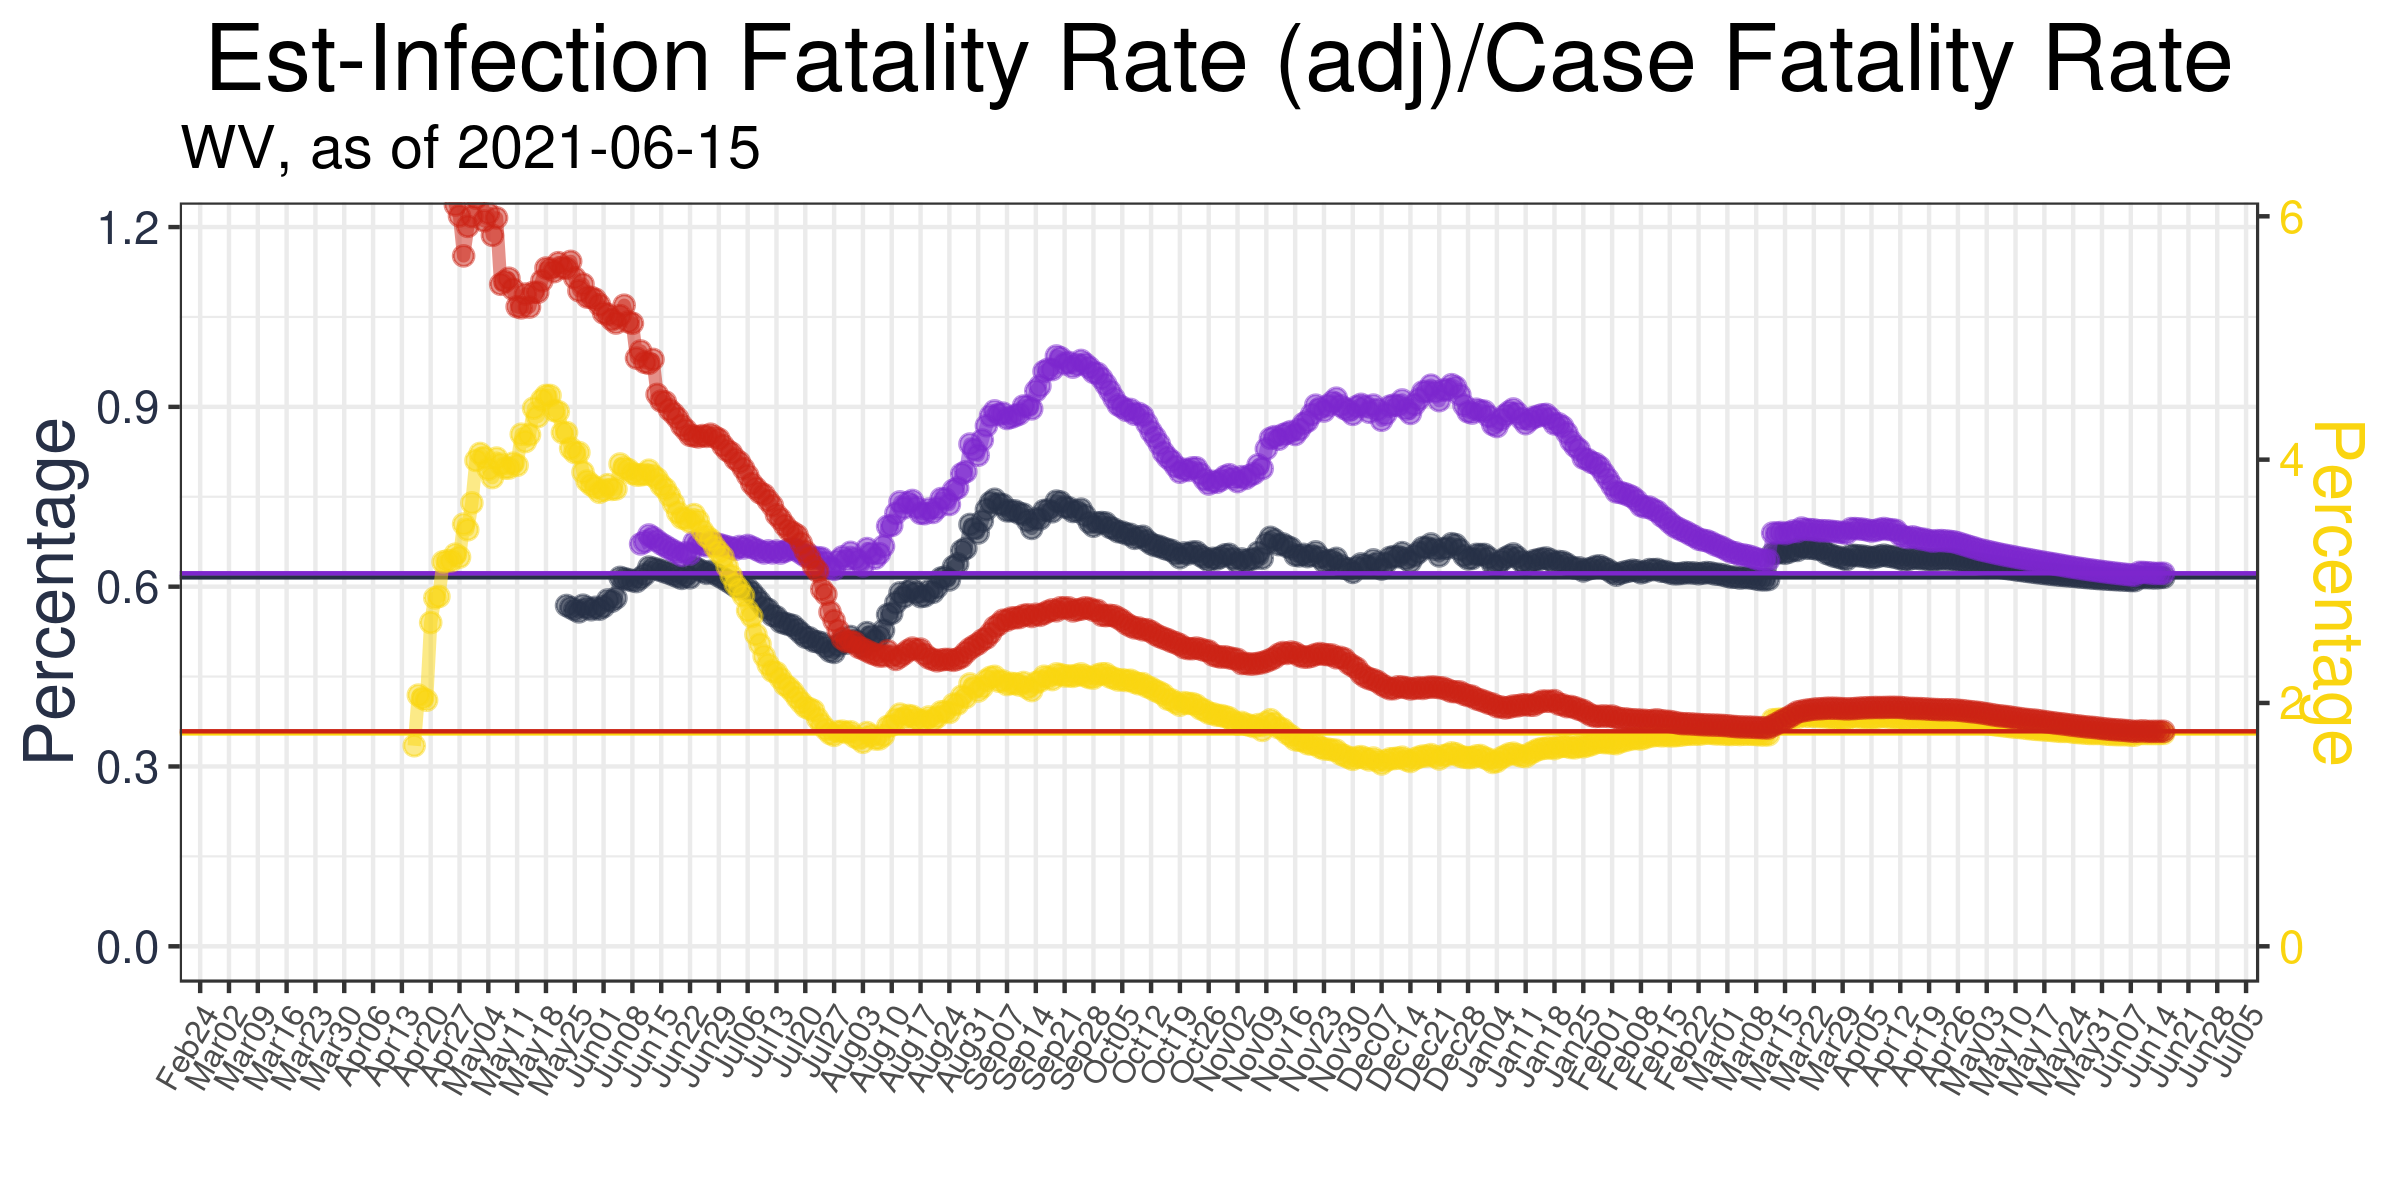 Est-Infection Fatality Rate (adj)/Case Fatality Rate
WV, as of 2021-06-15
Percentage
1.2
0.9
0.6
0.3
0.0
6
4
2
0
Percentage
Feb24
Mar02
Mar09
Mar16
Mar23
Mar30
Apr06
Apr13
Apr20
Apr27
May04
May11
May18
May25
Jun01
Jun08
Jun15
Jun22
Jun29
Jul06
Jul13
Jul20
Jul27
Aug03
Aug10
Aug17
Aug24
Aug31
Sep07
Sep14
Sep21
Sep28
Oct05
Oct12
Oct19
Oct26
Nov02
Nov09
Nov16
Nov23
Nov30
Dec07
Dec14
Dec21
Dec28
Jan04
Jan11
Jan18
Jan25
Feb01
Feb08
Feb15
Feb22
Mar01
Mar08
Mar15
Mar22
Mar29
Apr05
Apr12
Apr19
Apr26
May03
May10
May17
May24
May31
Jun07
Jun14
Jun21
Jun28
Jul05